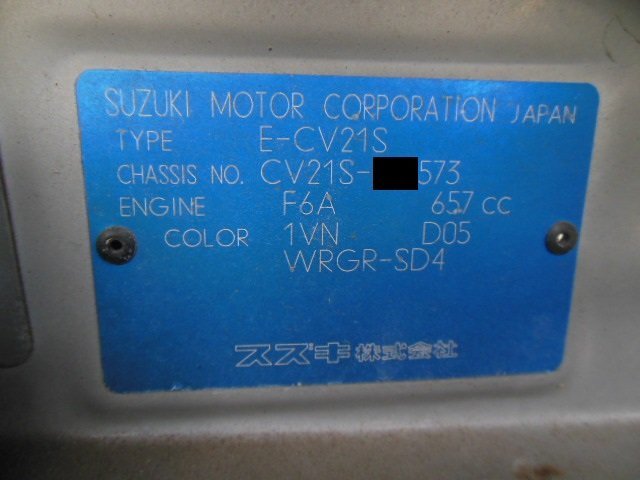 SUZUKI MOTOR CORPORATION JAPAN
TYPE E-CV21S
CHASSIS NO. CV21S-573
ENGINE F6A 657 cc
COLOR 1VN D05
WRGR-SD4
スズキ株式会社